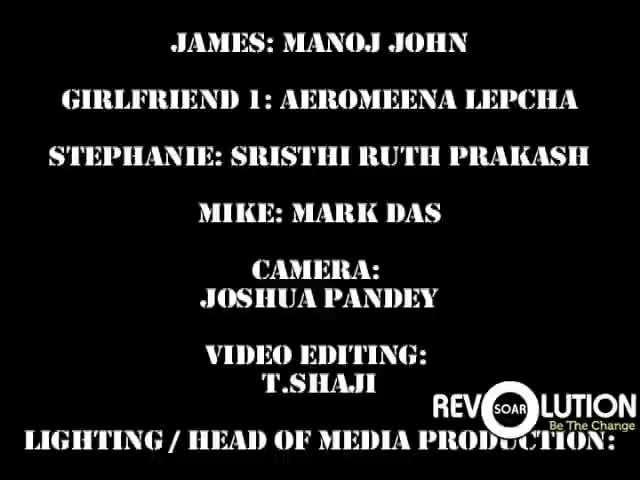 JAMES: MANOJ JOHN
GIRLFRIEND 1: AEROMEENA LEPCHA
STEPHANIE: SRISTHI RUTH PRAKASH
MIKE: MARK DAS
CAMERA:
JOSHUA PANDEY
VIDEO EDITING:
T.SHAJI
REVOLUTION
SOAR
Be The Change
LIGHTING / HEAD OF MEDIA PRODUCTION: